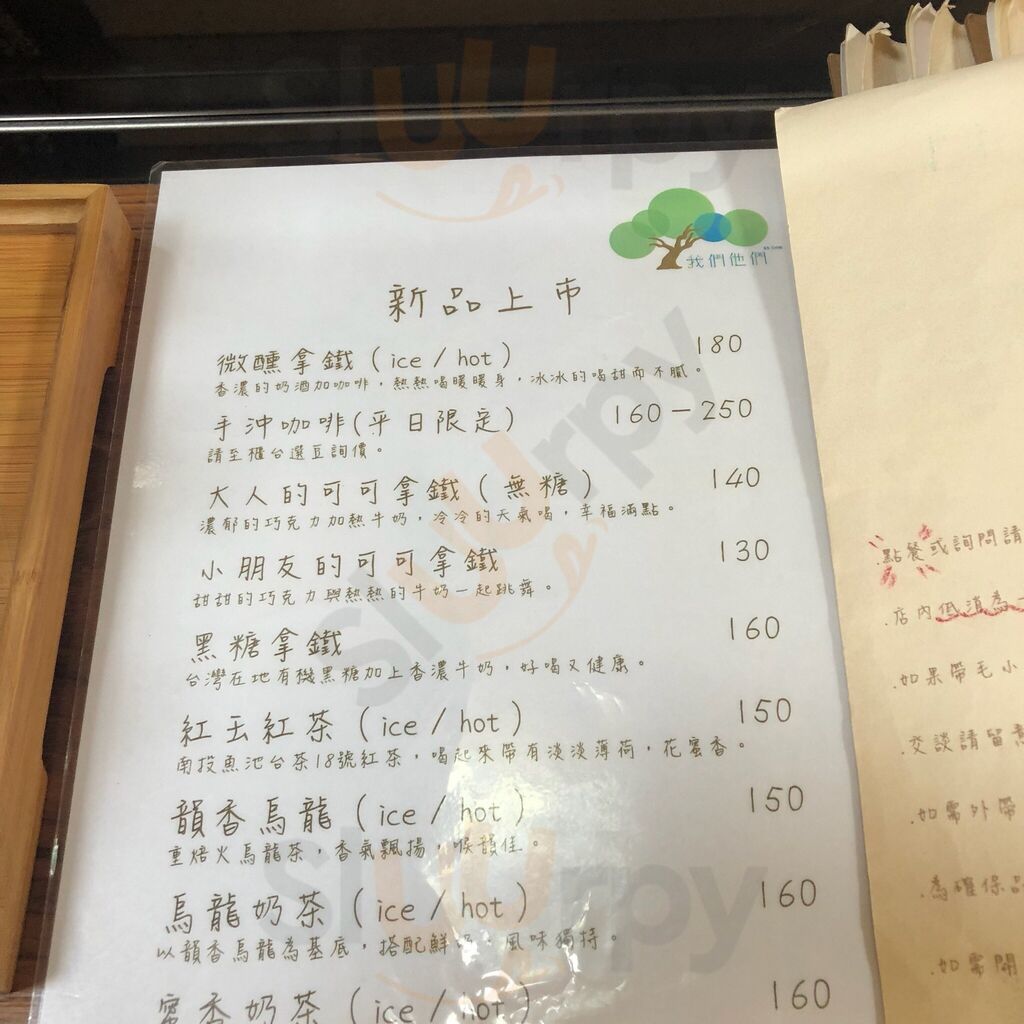 我們他們
新品上市
微醺拿鐵(ice/hot) 180
香濃的奶酒加咖啡,熱熱喝暖暖身,冰冰的喝甜而不膩。
手沖咖啡(平日限定) 160-250
請至櫃台選豆詢價。
大人的可可拿鐵(無糖) 140
濃郁的巧克力加熱牛奶,冷冷的天氣喝,幸福滿點。
小朋友的可可拿鐵 130
甜甜的巧克力與熱熱的牛奶一起跳舞。
黑糖拿鐵 160
台灣在地有機黑糖加上香濃牛奶,好喝又健康。
紅玉紅茶(ice/hot) 150
南投魚池台茶18號紅茶,喝起來帶有淡淡薄荷,花蜜香。
韻香烏龍(ice/hot) 150
重焙火烏龍茶,香氣飄揚,喉韻佳。
烏龍奶茶(ice/hot) 160
以韻香烏龍為基底,搭配鮮奶,風味獨特。
蜜香奶茶(ice/hot) 160
.點餐或詢問請
.店內低消為一
.如果帶毛小
.交談請留意
.如需外帶
.為確保品
.如需開
slurpy
slurpy
slurpy